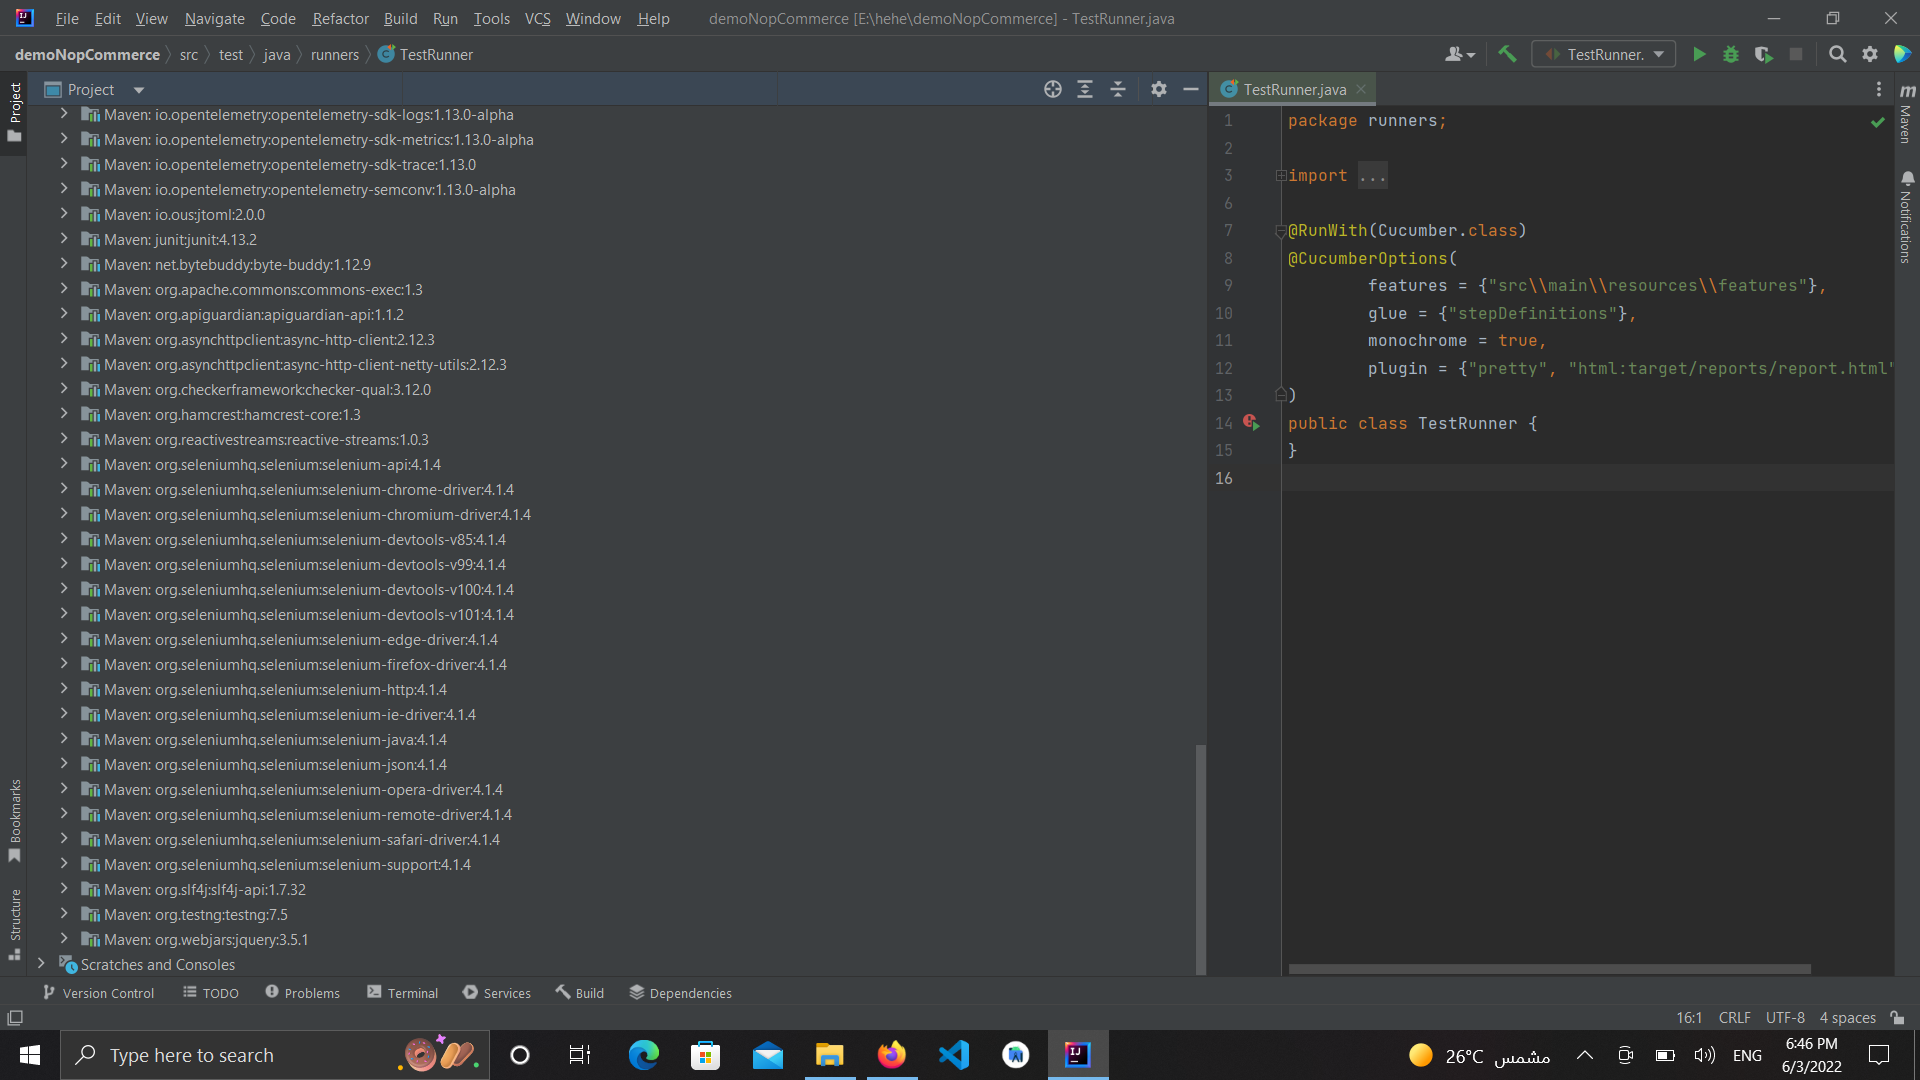 File Edit View Navigate Code Refactor Build Run Tools VCS Window Help demoNopCommerce [E:\hehe\demoNopCommerce] - TestRunner.java
demoNopCommerce src test java runners TestRunner
TestRunner.
Project
Project
TestRunner.java
Maven: io.opentelemetry:opentelemetry-sdk-logs:1.13.0-alpha
Maven: io.opentelemetry:opentelemetry-sdk-metrics:1.13.0-alpha
Maven: io.opentelemetry:opentelemetry-sdk-trace:1.13.0
Maven: io.opentelemetry:opentelemetry-semconv:1.13.0-alpha
Maven: io.ous:jtoml:2.0.0
Maven: junit:junit:4.13.2
Maven: net.bytebuddy:byte-buddy:1.12.9
Maven: org.apache.commons:commons-exec:1.3
Maven: org.apiguardian:apiguardian-api:1.1.2
Maven: org.asynchttpclient:async-http-client:2.12.3
Maven: org.asynchttpclient:async-http-client-netty-utils:2.12.3
Maven: org.checkerframework:checker-qual:3.12.0
Maven: org.hamcrest:hamcrest-core:1.3
Maven: org.reactivestreams:reactive-streams:1.0.3
Maven: org.seleniumhq.selenium:selenium-api:4.1.4
Maven: org.seleniumhq.selenium:selenium-chrome-driver:4.1.4
Maven: org.seleniumhq.selenium:selenium-chromium-driver:4.1.4
Maven: org.seleniumhq.selenium:selenium-devtools-v85:4.1.4
Maven: org.seleniumhq.selenium:selenium-devtools-v99:4.1.4
Maven: org.seleniumhq.selenium:selenium-devtools-v100:4.1.4
Maven: org.seleniumhq.selenium:selenium-devtools-v101:4.1.4
Maven: org.seleniumhq.selenium:selenium-edge-driver:4.1.4
Maven: org.seleniumhq.selenium:selenium-firefox-driver:4.1.4
Maven: org.seleniumhq.selenium:selenium-http:4.1.4
Maven: org.seleniumhq.selenium:selenium-ie-driver:4.1.4
Maven: org.seleniumhq.selenium:selenium-java:4.1.4
Maven: org.seleniumhq.selenium:selenium-json:4.1.4
Maven: org.seleniumhq.selenium:selenium-opera-driver:4.1.4
Maven: org.seleniumhq.selenium:selenium-remote-driver:4.1.4
Maven: org.seleniumhq.selenium:selenium-safari-driver:4.1.4
Maven: org.seleniumhq.selenium:selenium-support:4.1.4
Maven: org.slf4j:slf4j-api:1.7.32
Maven: org.testng:testng:7.5
Maven: org.webjars:jquery:3.5.1
Scratches and Consoles
Bookmarks
Structure
1 package runners;
2
3 import ...
6
7 @RunWith(Cucumber.class)
8 @CucumberOptions(
9 features = {"src\\main\\resources\\features"},
10 glue = {"stepDefinitions"},
11 monochrome = true,
12 plugin = {"pretty", "html:target/reports/report.html"
13 )
14 public class TestRunner {
15 }
16
m Maven
Notifications
Version Control TODO Problems Terminal Services Build Dependencies
16:1 CRLF UTF-8 4 spaces
Type here to search
26°C مشمس
ENG
6:46 PM
6/3/2022